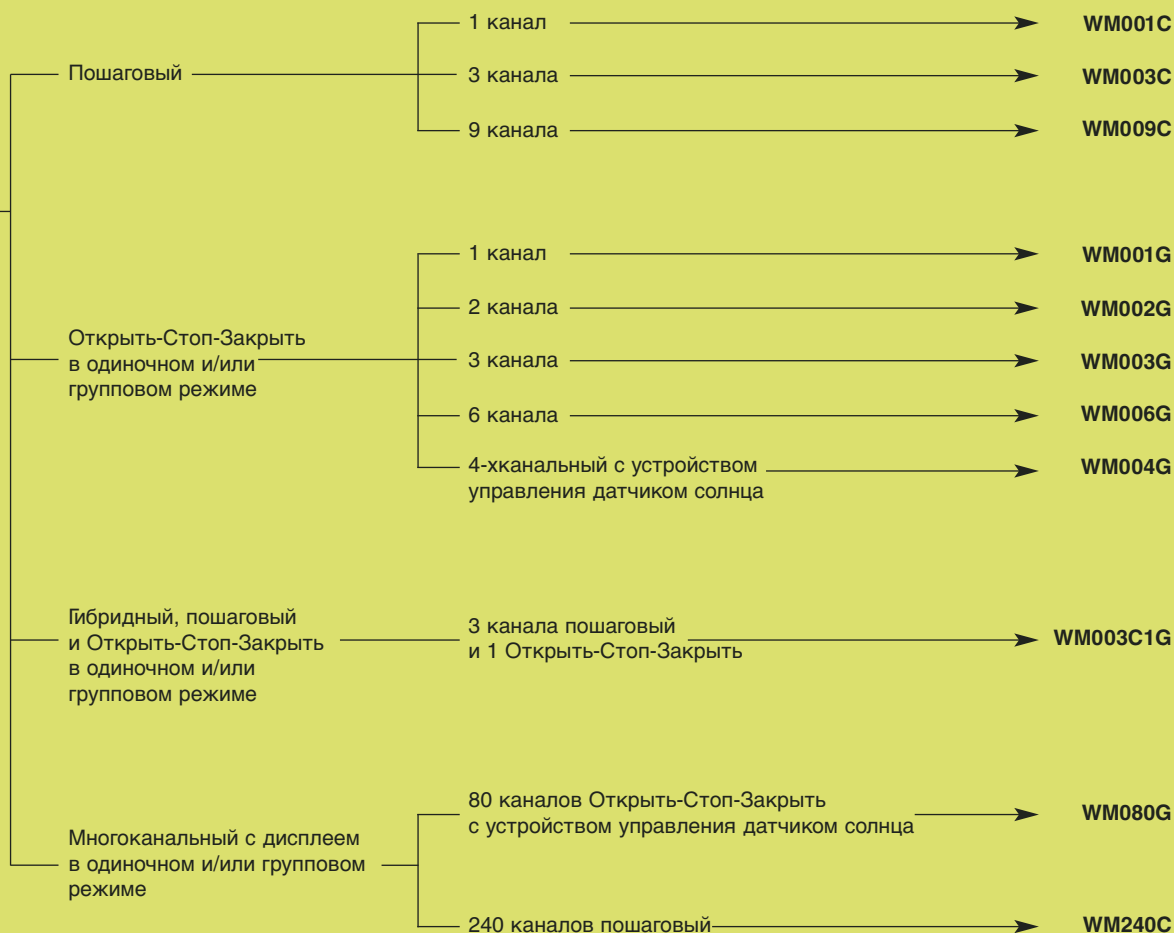 1 канал WM001C
Пошаговый
3 канала WM003C
9 канала WM009C
1 канал WM001G
2 канала WM002G
Открыть-Стоп-Закрыть
в одиночном и/или
групповом режиме
3 канала WM003G
6 канала WM006G
4-хканальный с устройством
управления датчиком солнца
WM004G
Гибридный, пошаговый
и Открыть-Стоп-Закрыть
в одиночном и/или
групповом режиме
3 канала пошаговый
и 1 Открыть-Стоп-Закрыть
WM003C1G
Многоканальный с дисплеем
в одиночном и/или групповом
режиме
80 каналов Открыть-Стоп-Закрыть
с устройством управления датчиком солнца
WM080G
240 каналов пошаговый WM240C